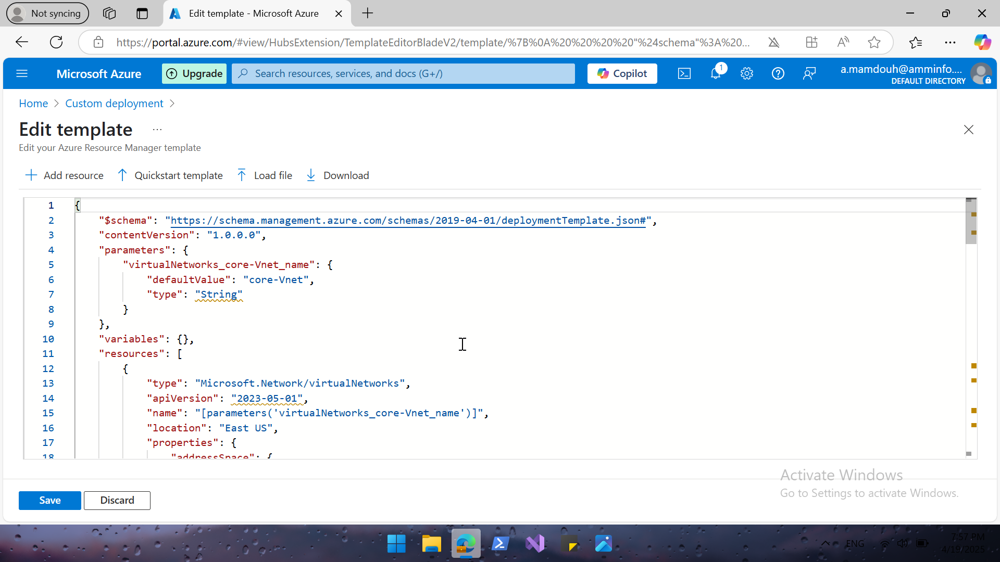 Not syncing
Edit template - Microsoft Azure
https://portal.azure.com/#view/HubsExtension/TemplateEditorBladeV2/template/%7B%0A%20%20%20%20"%24schema"%3A%20...
Microsoft Azure
Upgrade
Search resources, services, and docs (G+/)
Copilot
1
a.mamdouh@amminfo....
DEFAULT DIRECTORY
Home > Custom deployment >
Edit template ...
Edit your Azure Resource Manager template
Add resource
Quickstart template
Load file
Download
1 {
2 "$schema": "https://schema.management.azure.com/schemas/2019-04-01/deploymentTemplate.json#",
3 "contentVersion": "1.0.0.0",
4 "parameters": {
5 "virtualNetworks_core-Vnet_name": {
6 "defaultValue": "core-Vnet",
7 "type": "String"
8 }
9 },
10 "variables": {},
11 "resources": [
12 {
13 "type": "Microsoft.Network/virtualNetworks",
14 "apiVersion": "2023-05-01",
15 "name": "[parameters('virtualNetworks_core-Vnet_name')]",
16 "location": "East US",
17 "properties": {
18 "addressSpace": {
Activate Windows
Go to Settings to activate Windows.
Save
Discard
ENG
7:57 PM
4/19/2025